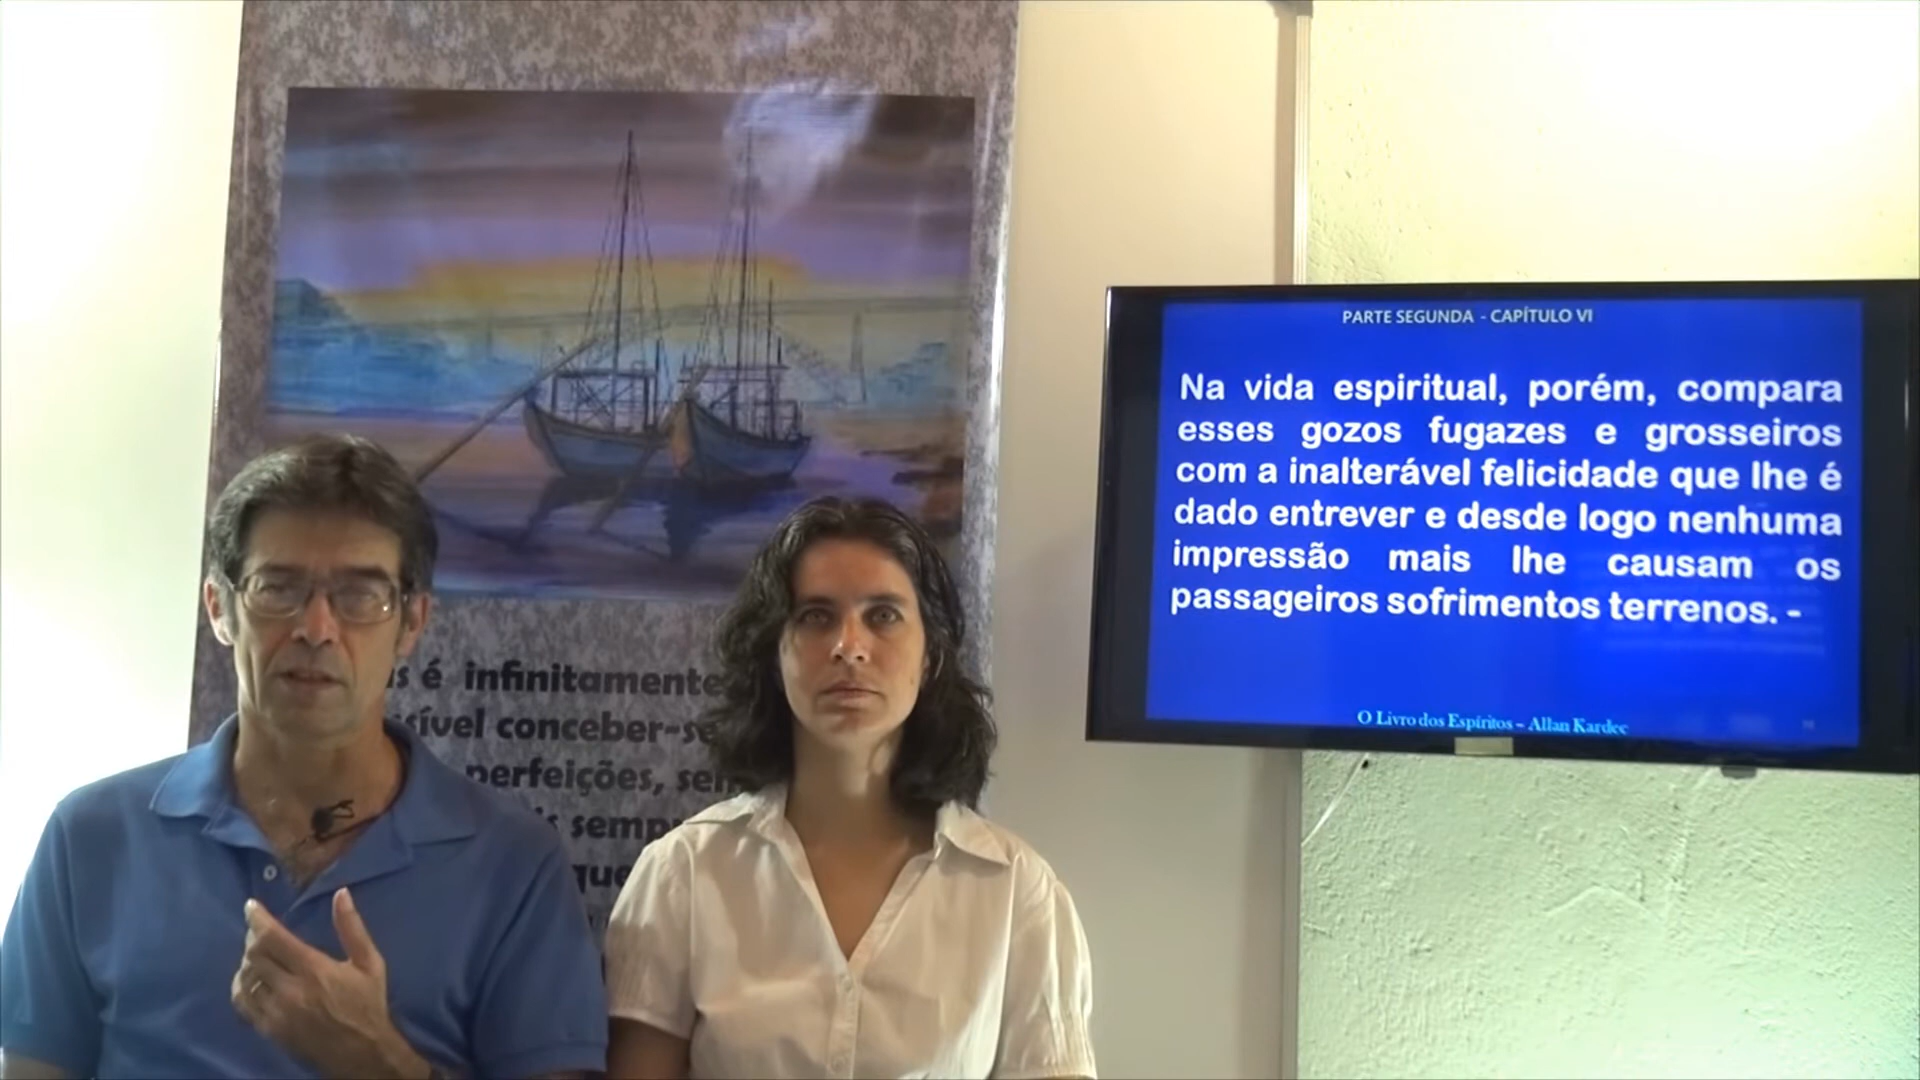 infinitamente
conceber-se
perfeições,
PARTE SEGUNDA - CAPÍTULO VI
Na vida espiritual, porém, compara
esses gozos fugazes e grosseiros
com a inalterável felicidade que lhe é
dado entrever e desde logo nenhuma
impressão mais lhe causam os
passageiros sofrimentos terrenos. -
O Livro dos Espíritos – Allan Kardec